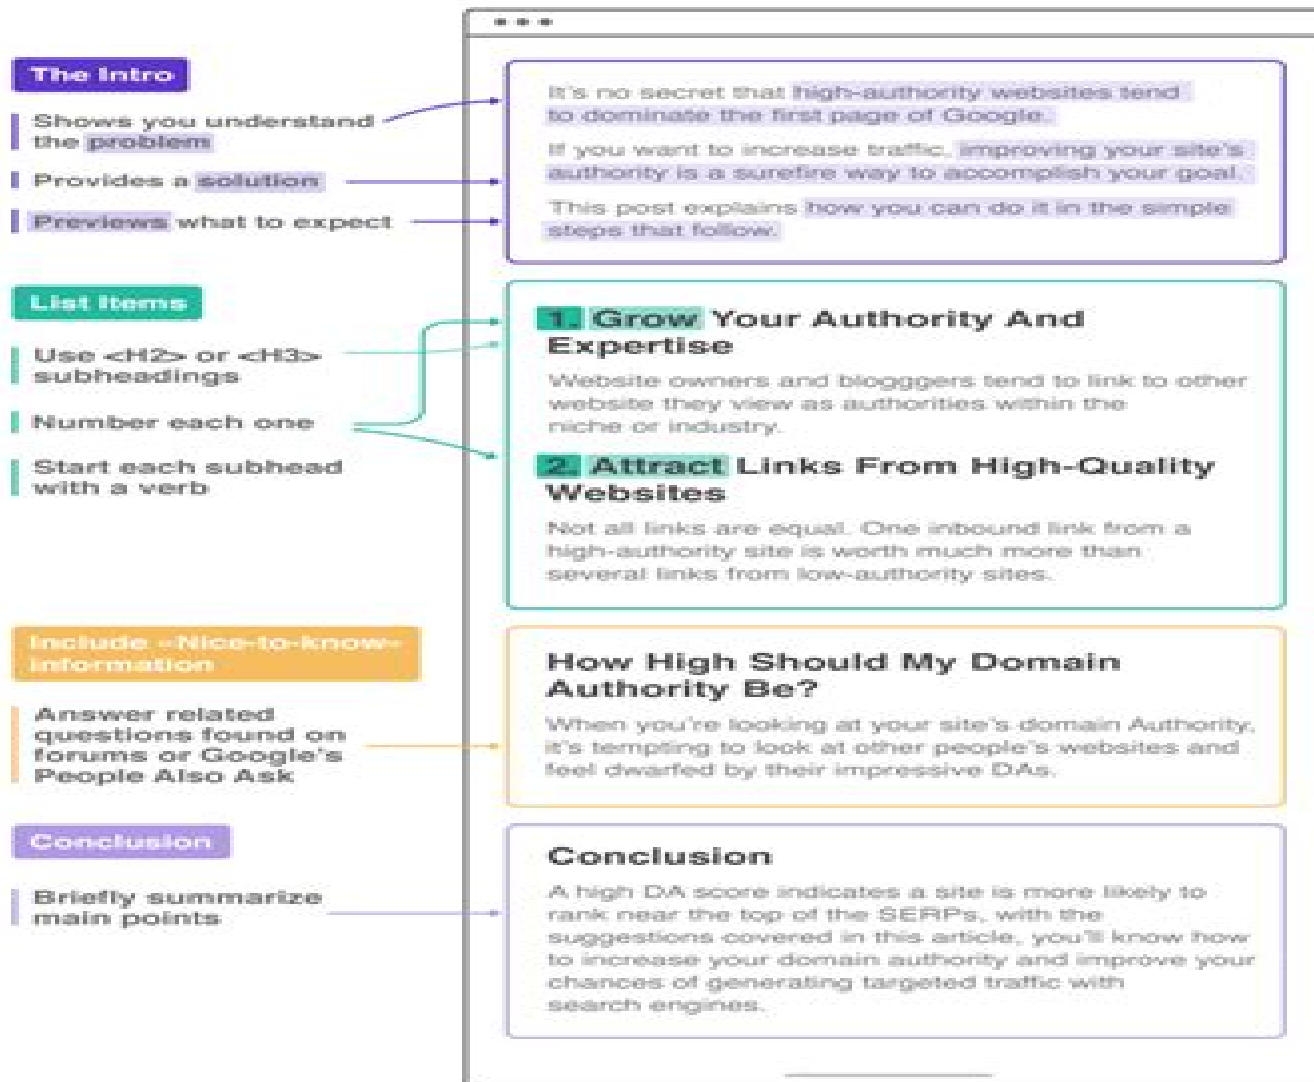 The Intro
Shows you understand
the problem
Provides a solution
Previews what to expect
It's no secret that high-authority websites tend
to dominate the first page of Google.
If you want to increase traffic, improving your site's
authority is a surefire way to accomplish your goal.
This post explains how you can do it in the simple
steps that follow.
List Items
Use <H2> or <H3>
subheadings
Number each one
Start each subhead
with a verb
1. Grow Your Authority And
Expertise
Website owners and blogggers tend to link to other
website they view as authorities within the
niche or industry.
2. Attract Links From High-Quality
Websites
Not all links are equal. One inbound link from a
high-authority site is worth much more than
several links from low-authority sites.
Include «Nice-to-know»
information
Answer related
questions found on
forums or Google's
People Also Ask
How High Should My Domain
Authority Be?
When you're looking at your site's domain Authority,
it's tempting to look at other people's websites and
feel dwarfed by their impressive DAs.
Conclusion
Briefly summarize
main points
Conclusion
A high DA score indicates a site is more likely to
rank near the top of the SERPs, with the
suggestions covered in this article, you'll know how
to increase your domain authority and improve your
chances of generating targeted traffic with
search engines.